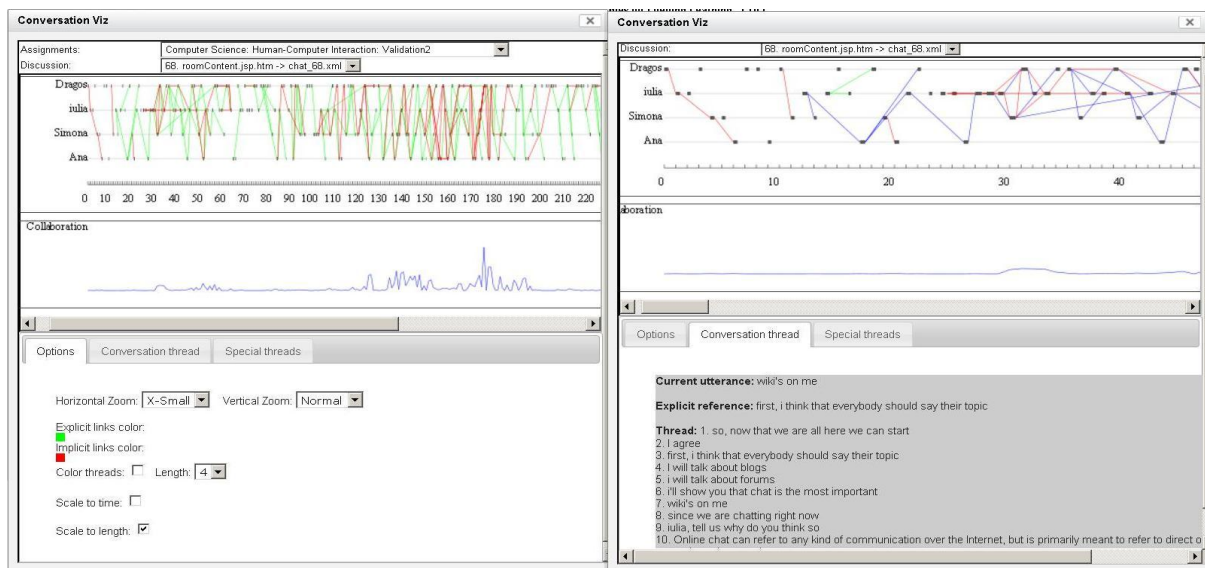 Conversation Viz
Assignments: Computer Science: Human-Computer Interaction: Validation2
Discussion: 68. roomContent.jsp.htm -> chat_68.xml
Dragos
iulia
Simona
Ana
0 10 20 30 40 50 60 70 80 90 100 110 120 130 140 150 160 170 180 190 200 210 220
Collaboration
Options Conversation thread Special threads
Horizontal Zoom: X-Small Vertical Zoom: Normal
Explicit links color:
Implicit links color:
Color threads: Length: 4
Scale to time:
Scale to length:
Conversation Viz
Discussion: 68. roomContent.jsp.htm -> chat_68.xml
Dragos
iulia
Simona
Ana
0 10 20 30 40
aboration
Options Conversation thread Special threads
Current utterance: wiki's on me
Explicit reference: first, i think that everybody should say their topic
Thread: 1. so, now that we are all here we can start
2. I agree
3. first, i think that everybody should say their topic
4. I will talk about blogs
5. i will talk about forums
6. i'll show you that chat is the most important
7. wiki's on me
8. since we are chatting right now
9. iulia, tell us why do you think so
10. Online chat can refer to any kind of communication over the Internet, but is primarily meant to refer to direct o